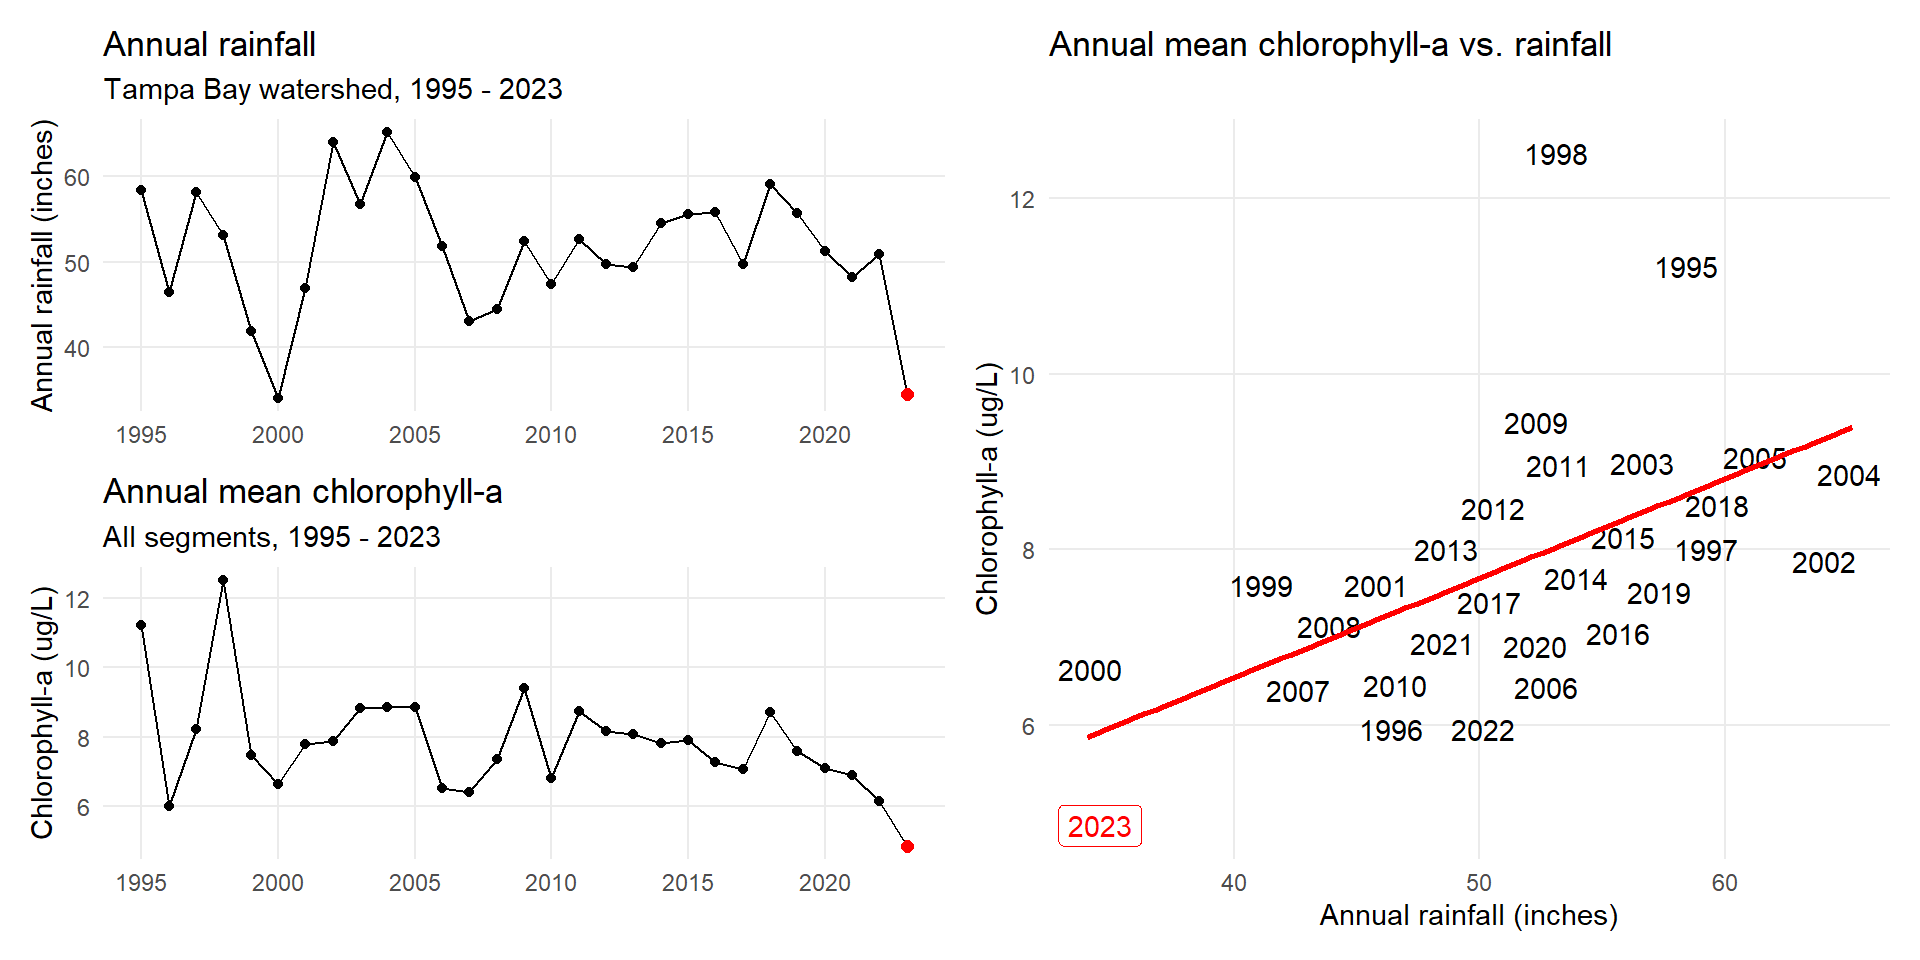 Annual rainfall
Tampa Bay watershed, 1995 - 2023
Annual rainfall (inches)
60
50
40
1995 2000 2005 2010 2015 2020
Annual mean chlorophyll-a
All segments, 1995 - 2023
Chlorophyll-a (ug/L)
12
10
8
6
1995 2000 2005 2010 2015 2020
Annual mean chlorophyll-a vs. rainfall
Chlorophyll-a (ug/L)
12
10
8
6
1998
1995
2009
2011 2003 2005
2004
2012 2018
2015
2013 1997
2002
1999 2001 2014
2017 2019
2008 2016
2021 2020
2000
2007 2010 2006
1996 2022
2023
40 50 60
Annual rainfall (inches)